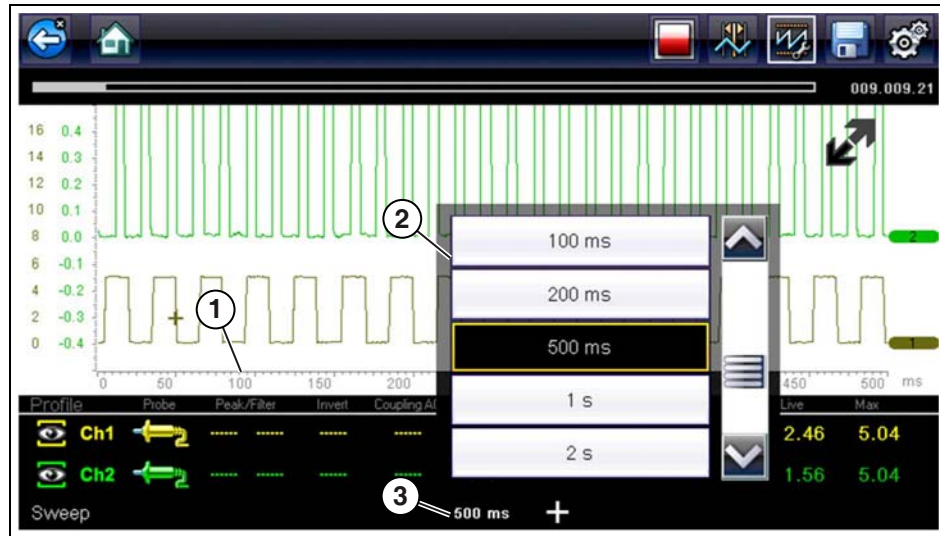 009.009.21
16 0.4
14 0.3
12 0.2
10 0.1
8 0.0
6 -0.1
4 -0.2
2 -0.3
0 -0.4
2
1
1
2
100 ms
200 ms
500 ms
1 s
2 s
0 50 100 150 200 450 500 ms
Profile Probe Peak/Filter Invert Coupling AC Live Max
Ch1 ------ ------ ------ ------ 2.46 5.04
Ch2 ------ ------ ------ ------ 1.56 5.04
3
Sweep 500 ms +